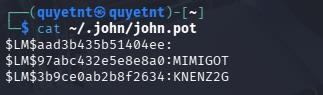 ┌──(quyetnt㉿quyetnt)-[~]
└─$ cat ~/.john/john.pot
$LM$aad3b435b51404ee:
$LM$97abc432e5e8e8a0:MIMIGOT
$LM$3b9ce0ab2b8f2634:KNENZ2G